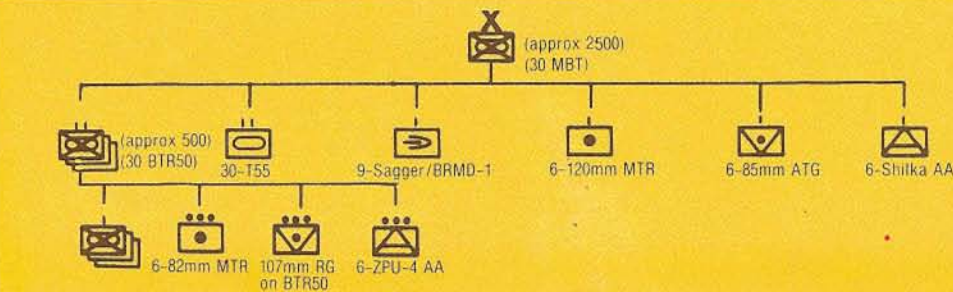 (approx 2500)
(30 MBT)
(approx 500)
(30 BTR50)
30-T55
9-Sagger/BRMD-1
6-120mm MTR
6-85mm ATG
6-Shilka AA
6-82mm MTR
107mm RG
on BTR50
6-ZPU-4 AA